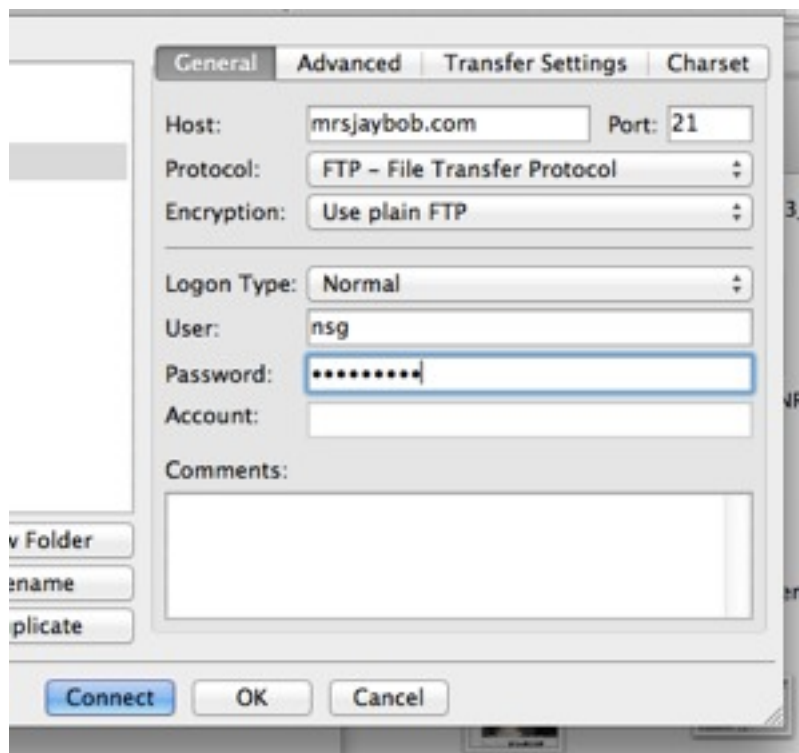 General Advanced Transfer Settings Charset
Host: mrsjaybob.com Port: 21
Protocol: FTP – File Transfer Protocol
Encryption: Use plain FTP
Logon Type: Normal
User: nsg
Password: •••••••••
Account:
Comments:
w Folder
ename
plicate
Connect OK Cancel